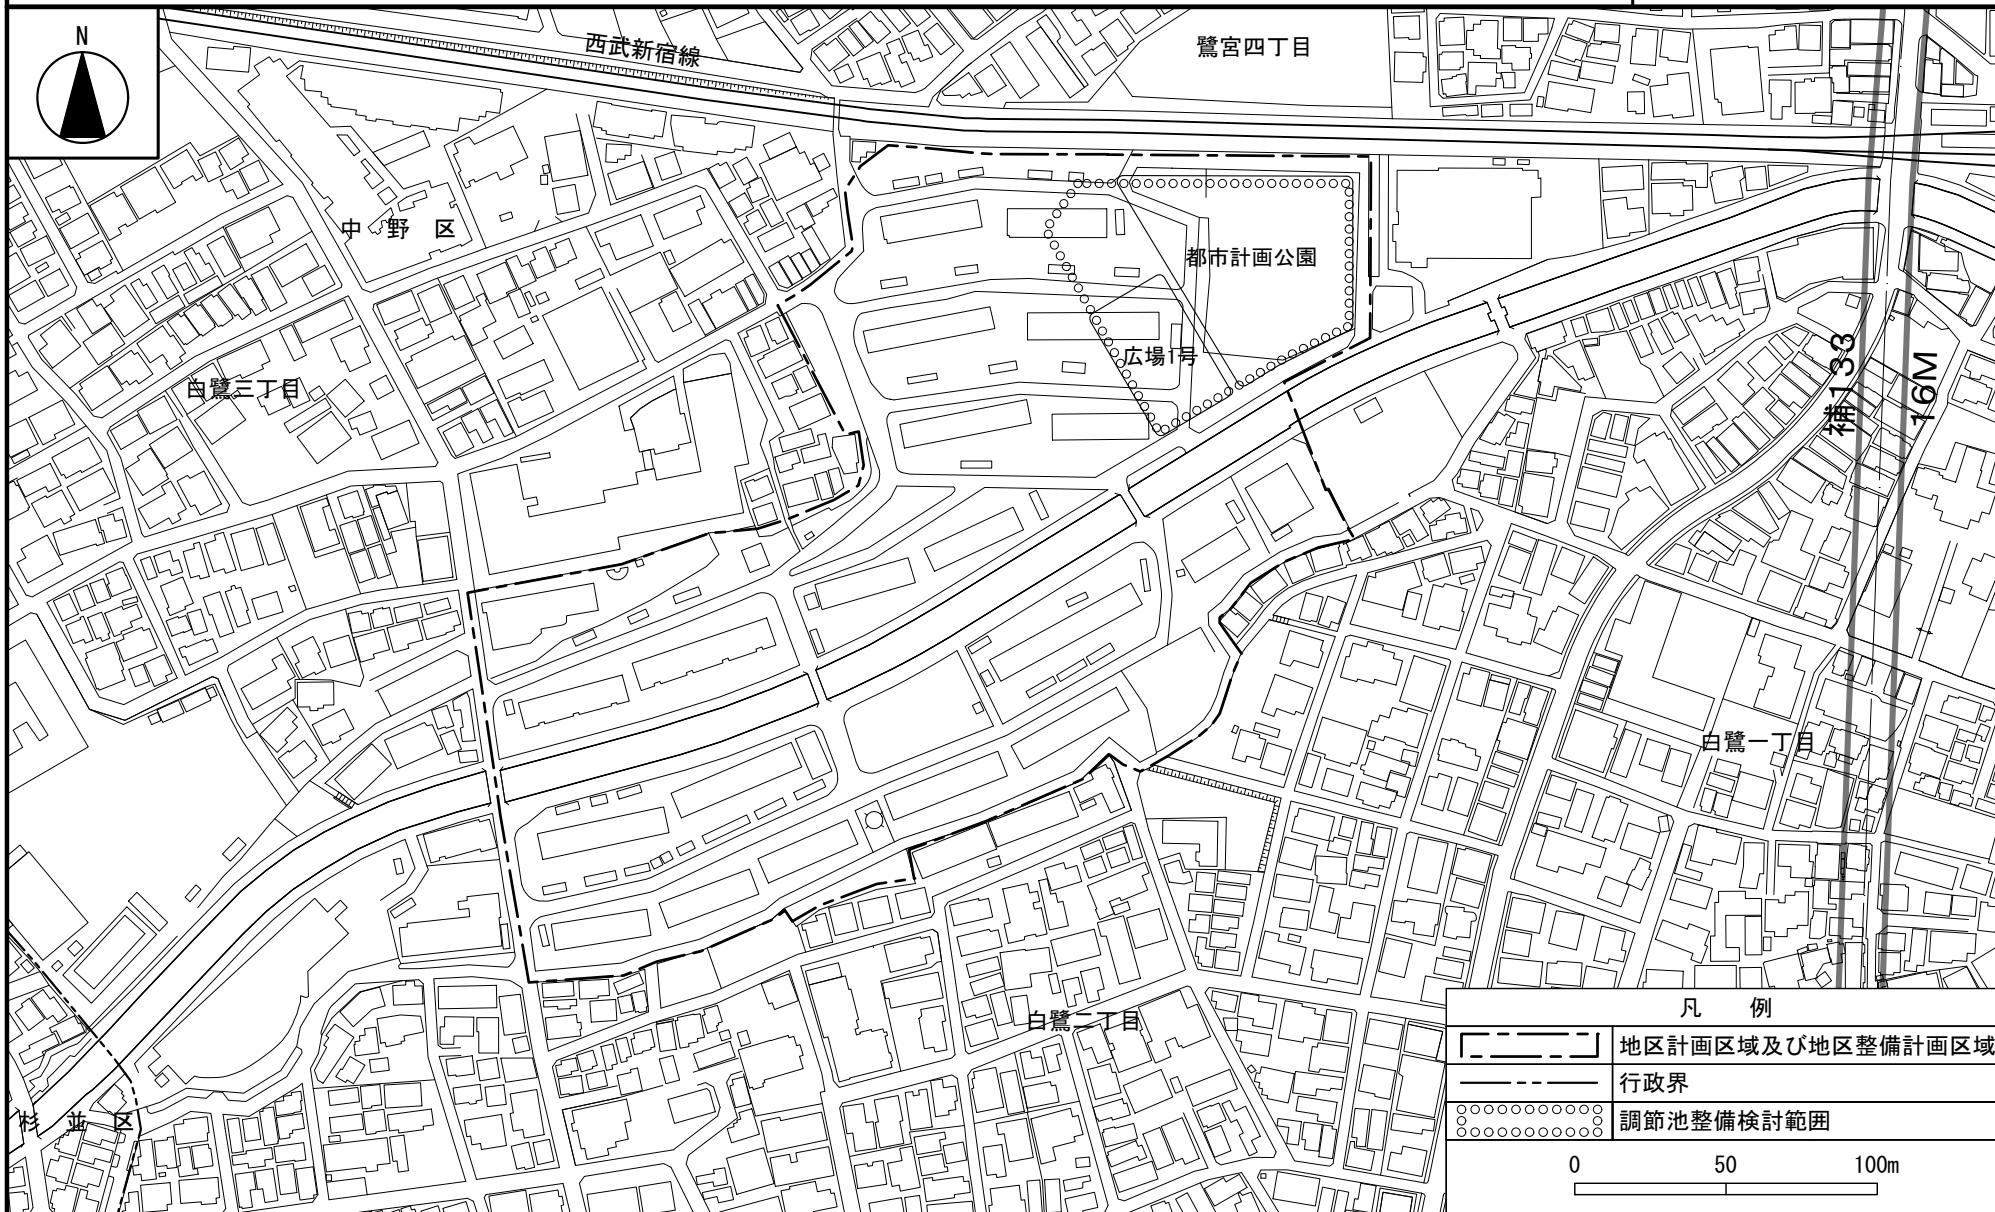 N
西武新宿線
鷺宮四丁目
中野区
都市計画公園
広場1号
白鷺三丁目
補133
16M
白鷺一丁目
白鷺二丁目
杉並区
凡 例
地区計画区域及び地区整備計画区域
行政界
調節池整備検討範囲
0 50 100m